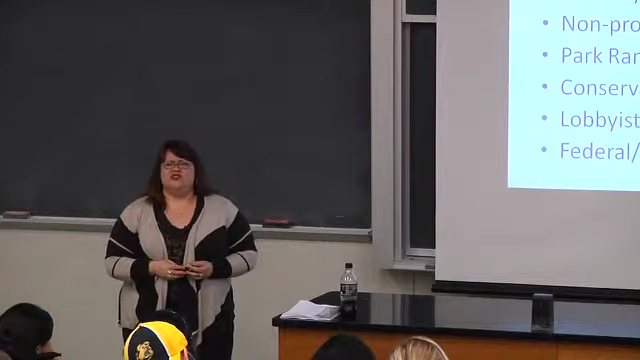 • Non-pro
• Park Ran
• Conserva
• Lobbyist
• Federal/